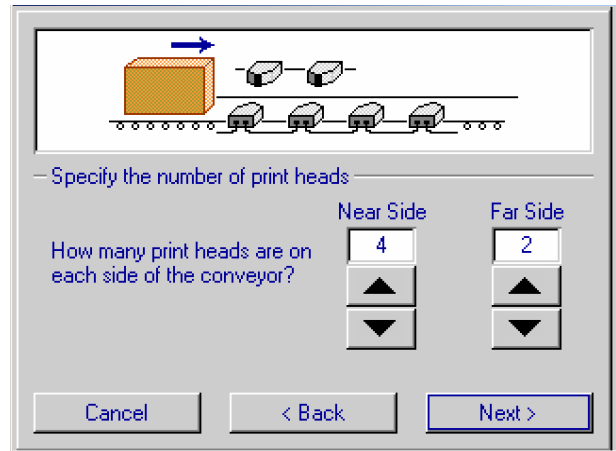 Specify the number of print heads
Near Side Far Side
4 2
How many print heads are on
each side of the conveyor?
Cancel < Back Next >